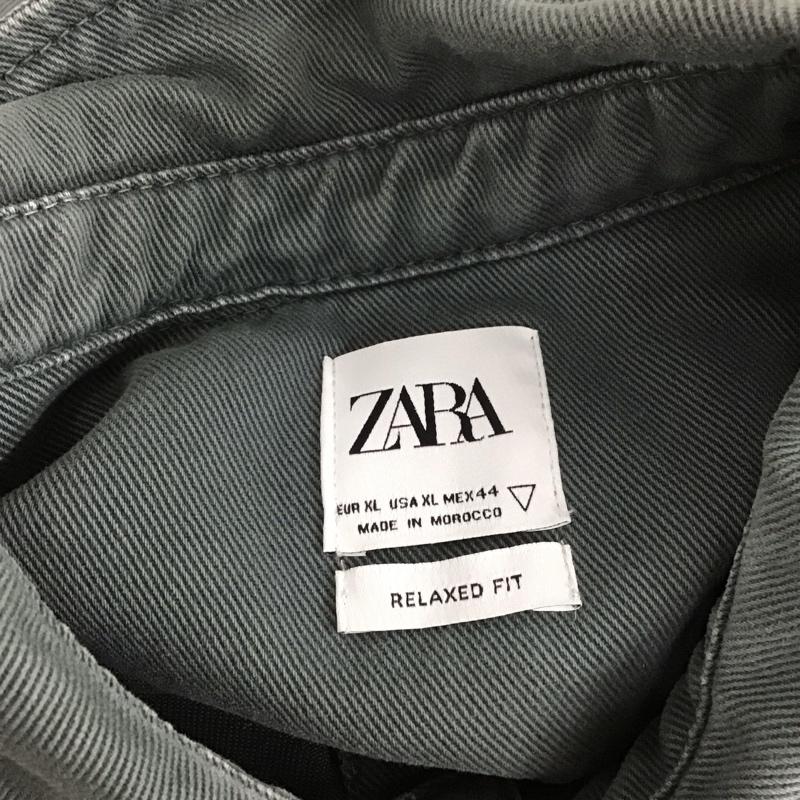 ZARA
EUR XL USA XL MEX 44
MADE IN MOROCCO
RELAXED FIT